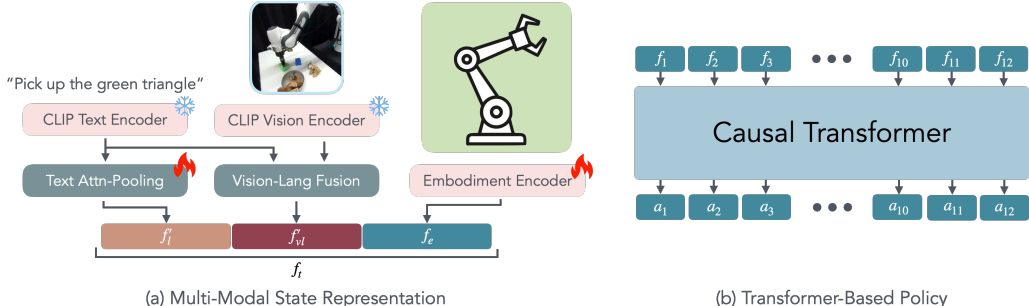 "Pick up the green triangle"
CLIP Text Encoder
CLIP Vision Encoder
Text Attn-Pooling
Vision-Lang Fusion
Embodiment Encoder
f'l
f'vl
fe
ft
(a) Multi-Modal State Representation
f1 f2 f3 ••• f10 f11 f12
Causal Transformer
a1 a2 a3 ••• a10 a11 a12
(b) Transformer-Based Policy